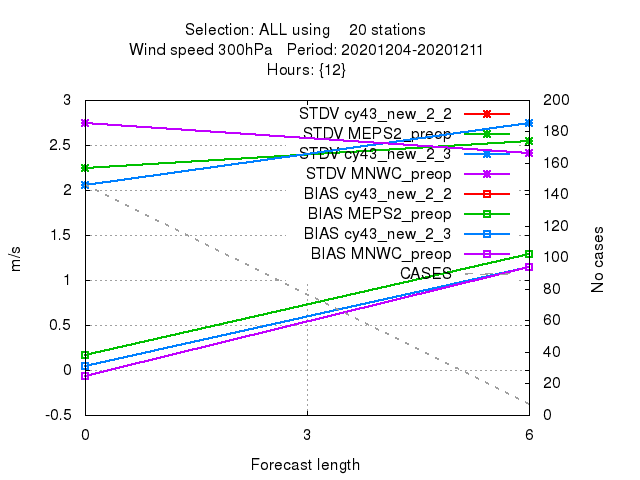 Selection: ALL using 20 stations
Wind speed 300hPa Period: 20201204-20201211
Hours: {12}
3 200
2.5 180
2 160
1.5 140
1 120
0.5 100
0 80
-0.5 60
40
20
0
STDV cy43_new_2_2
STDV MEPS2_preop
STDV cy43_new_2_3
STDV MNWC_preop
BIAS cy43_new_2_2
BIAS MEPS2_preop
BIAS cy43_new_2_3
BIAS MNWC_preop
CASES
m/s
No cases
0 3 6
Forecast length